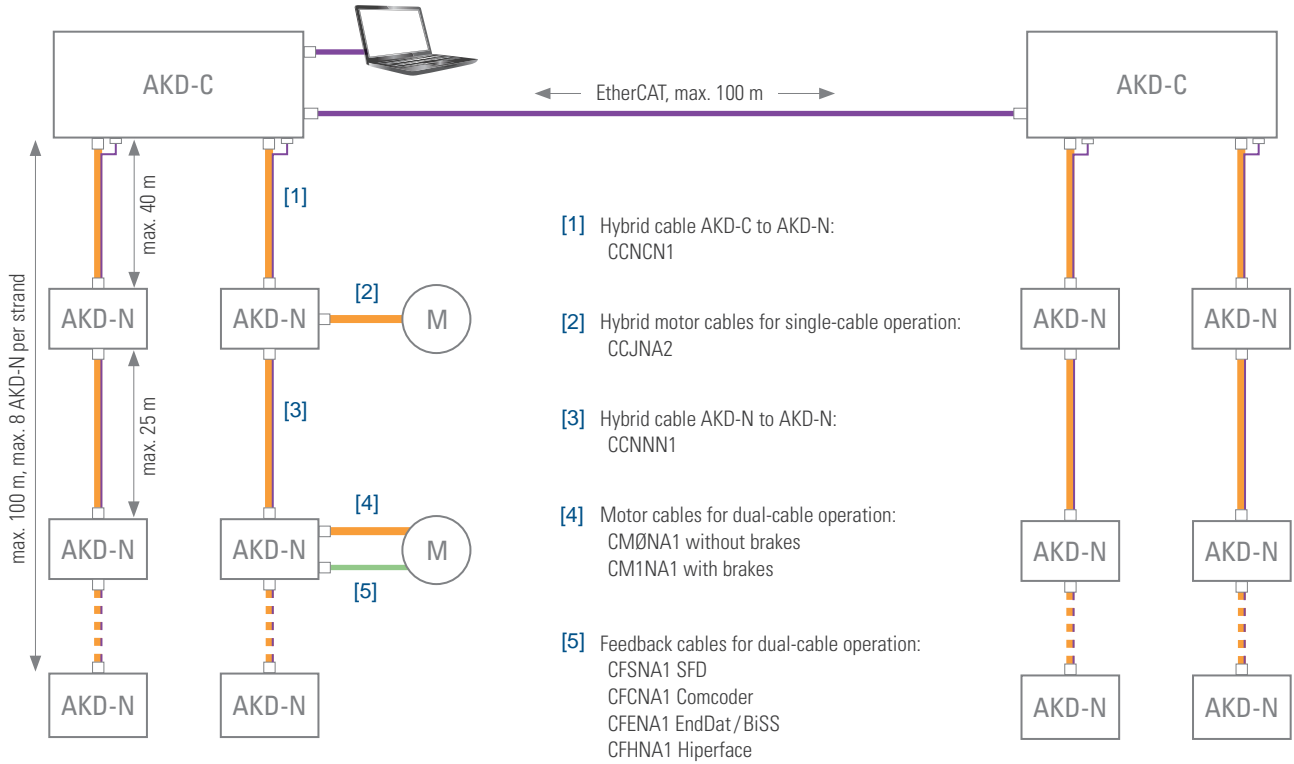 AKD-C
EtherCAT, max. 100 m
AKD-C
max. 100 m, max. 8 AKD-N per strand
max. 40 m
[1]
[1] Hybrid cable AKD-C to AKD-N:
CCNCN1
AKD-N
AKD-N
[2]
M
[2] Hybrid motor cables for single-cable operation:
CCJNA2
AKD-N
AKD-N
max. 25 m
[3]
[3] Hybrid cable AKD-N to AKD-N:
CCNNN1
AKD-N
AKD-N
[4]
M
[5]
[4] Motor cables for dual-cable operation:
CMØNA1 without brakes
CM1NA1 with brakes
AKD-N
AKD-N
[5] Feedback cables for dual-cable operation:
CFSNA1 SFD
CFCNA1 Comcoder
CFENA1 EndDat/BiSS
CFHNA1 Hiperface
AKD-N
AKD-N
AKD-N
AKD-N